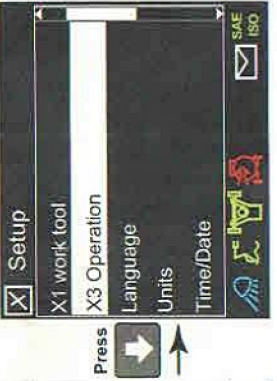 X Setup
X1 work tool
X3 Operation
Language
Units
Time/Date
SAE
ISO
Press